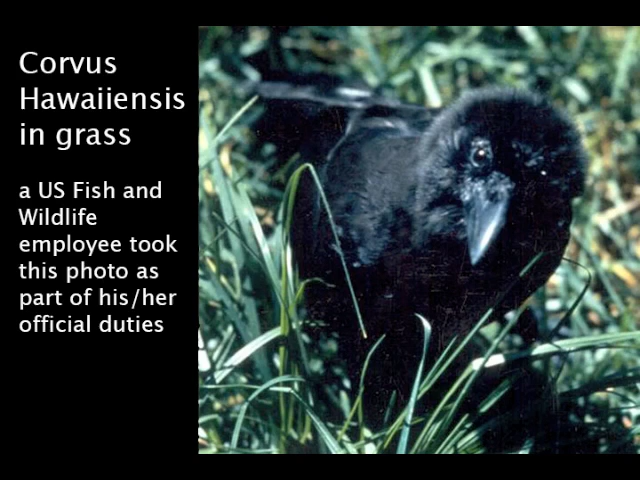 Corvus
Hawaiiensis
in grass
a US Fish and
Wildlife
employee took
this photo as
part of his/her
official duties